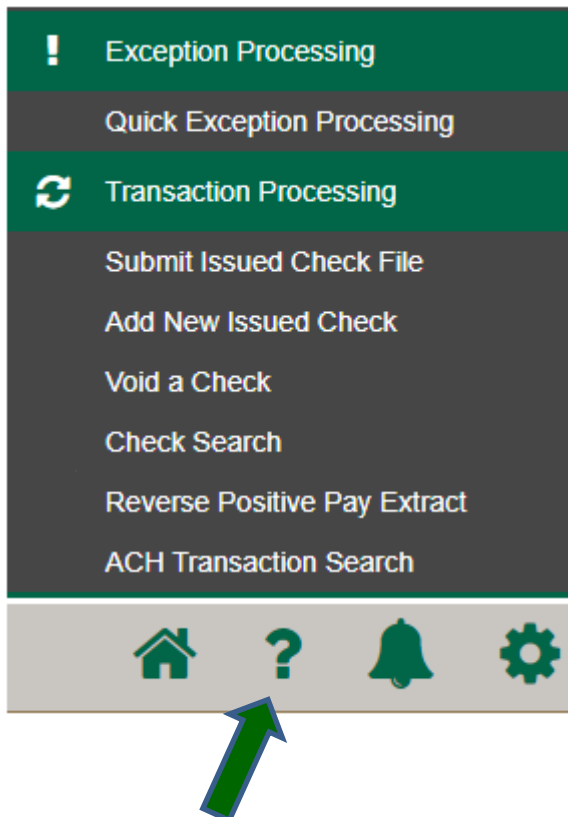 Exception Processing
Quick Exception Processing
Transaction Processing
Submit Issued Check File
Add New Issued Check
Void a Check
Check Search
Reverse Positive Pay Extract
ACH Transaction Search